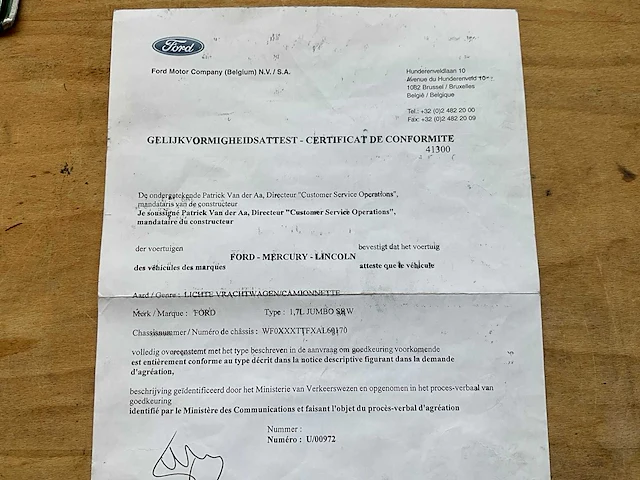 Ford
Ford Motor Company (Belgium) N.V. / S.A.
Hunderenveldlaan 10
Avenue du Hunderenveld 10
1082 Brussel / Bruxelles
België / Belgique
Tel.: +32 (0)2 482 20 00
Fax: +32 (0)2 482 20 09
GELIJKVORMIGHEIDSATTEST - CERTIFICAT DE CONFORMITE
41300
De ondergetekende Patrick Van der Aa, Directeur "Customer Service Operations",
mandataris van de constructeur
Je soussigné Patrick Van der Aa, Directeur "Customer Service Operations",
mandataire du constructeur
der voertuigen
bevestigt dat het voertuig
FORD - MERCURY - LINCOLN
des véhicules des marques
atteste que le véhicule
Aard / Genre : LICHTE VRACHTWAGEN/CAMIONNETTE
Merk / Marque : FORD Type : 1,7L JUMBO
Chassisnummer / Numéro de châssis :
volledig overeenstemt met het type beschreven in de aanvraag om goedkeuring voorkomende
est entièrement conforme au type décrit dans la notice descriptive figurant dans la demande
d'agréation,
beschrijving geïdentificeerd door het Ministerie van Verkeerswezen en opgenomen in het proces-verbaal van
goedkeuring
identifié par le Ministère des Communications et faisant l'objet du procès-verbal d'agréation
Nummer :
Numéro : U/00972